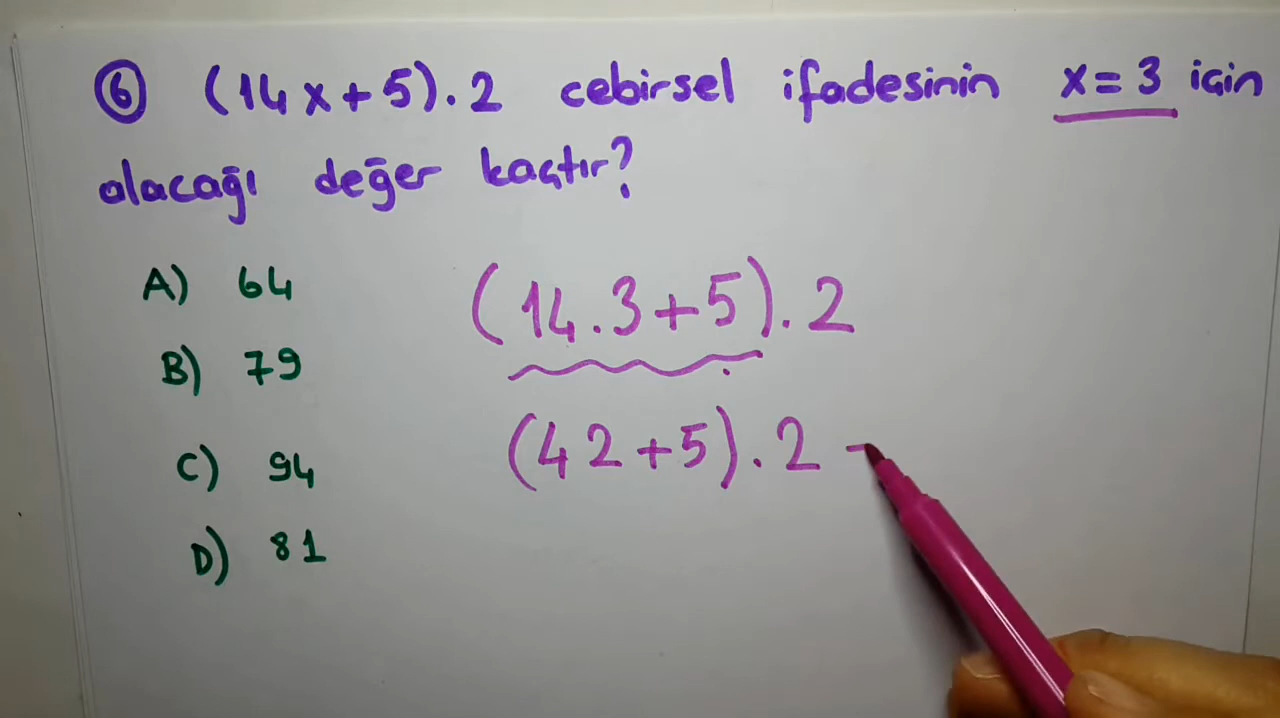 6 (14x+5).2 cebirsel ifadesinin x=3 için
alacağı değer kaçtır?
A) 64
B) 79
C) 94
D) 81
(14.3+5).2
(42+5).2 -